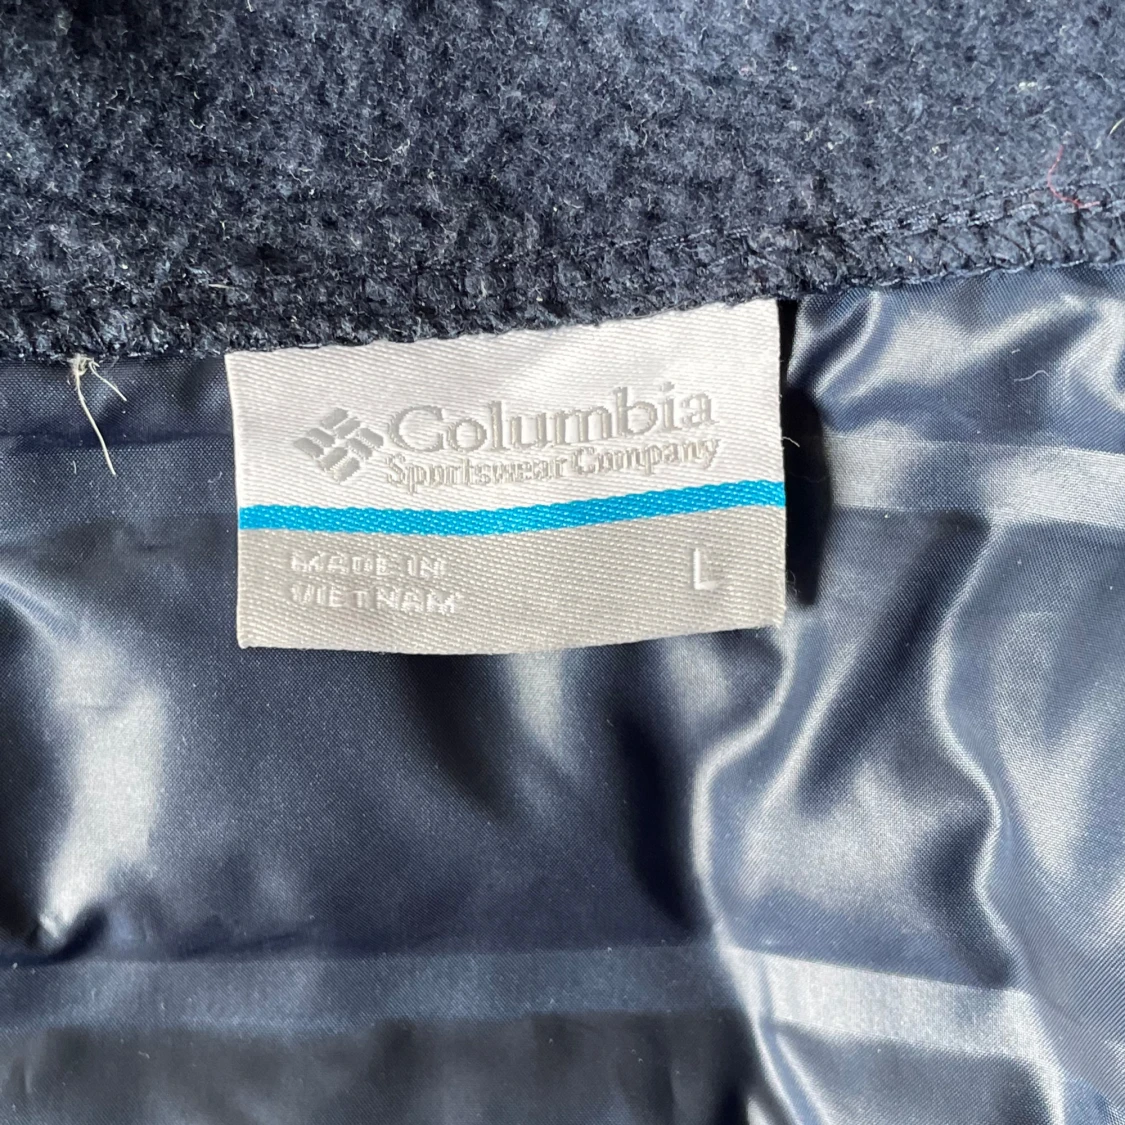 Columbia
Sportswear Company
MADE IN
VIETNAM
L